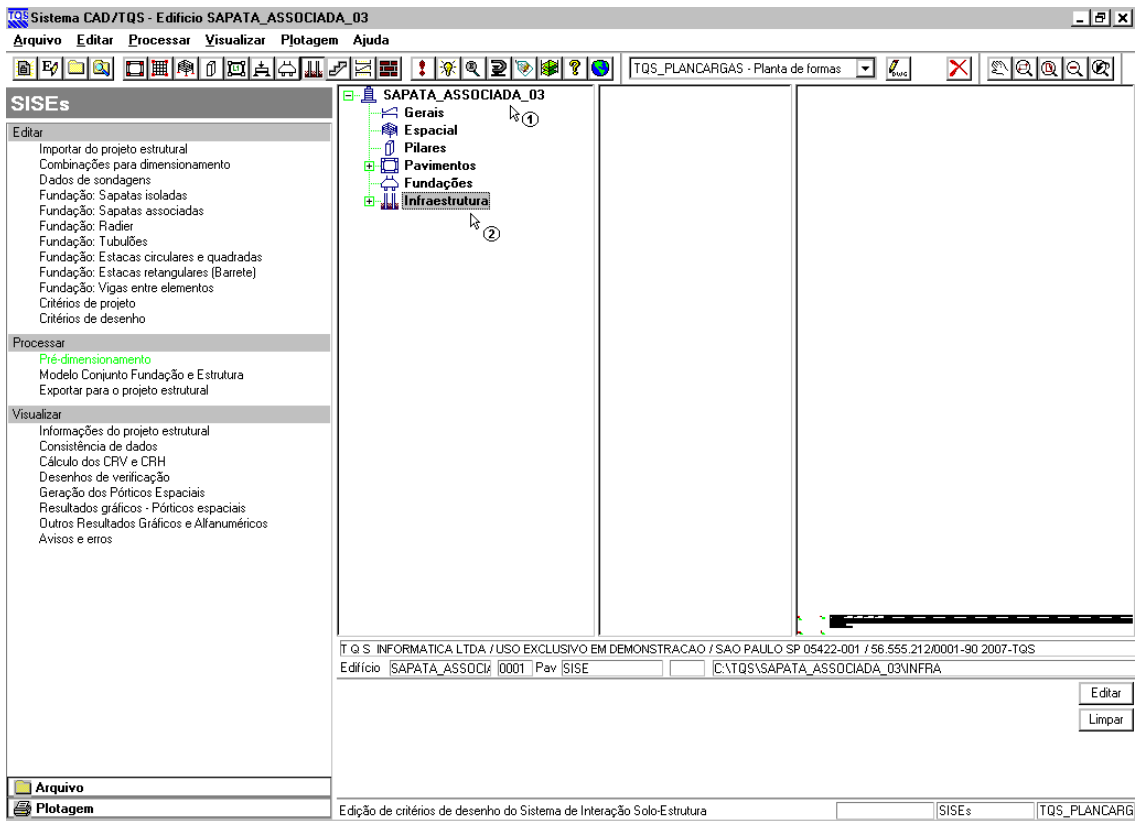 Sistema CAD/TQS - Edifício SAPATA_ASSOCIADA_03
Arquivo Editar Processar Visualizar Plotagem Ajuda
TQS_PLANCARGAS - Planta de formas
SISEs
Editar
Importar do projeto estrutural
Combinações para dimensionamento
Dados de sondagens
Fundação: Sapatas isoladas
Fundação: Sapatas associadas
Fundação: Radier
Fundação: Tubulões
Fundação: Estacas circulares e quadradas
Fundação: Estacas retangulares (Barrete)
Fundação: Vigas entre elementos
Critérios de projeto
Critérios de desenho
Processar
Pré-dimensionamento
Modelo Conjunto Fundação e Estrutura
Exportar para o projeto estrutural
Visualizar
Informações do projeto estrutural
Consistência de dados
Cálculo dos CRV e CRH
Desenhos de verificação
Geração dos Pórticos Espaciais
Resultados gráficos - Pórticos espaciais
Outros Resultados Gráficos e Alfanuméricos
Avisos e erros
Arquivo
Plotagem
SAPATA_ASSOCIADA_03
Gerais
1
Espacial
Pilares
Pavimentos
Fundações
Infraestrutura
2
T Q S INFORMATICA LTDA / USO EXCLUSIVO EM DEMONSTRACAO / SAO PAULO SP 05422-001 / 56.555.212/0001-90 2007-TQS
Edifício SAPATA_ASSOCIA 0001 Pav SISE C:\TQS\SAPATA_ASSOCIADA_03\INFRA
Editar
Limpar
Edição de critérios de desenho do Sistema de Interação Solo-Estrutura SISEs TQS_PLANCARG